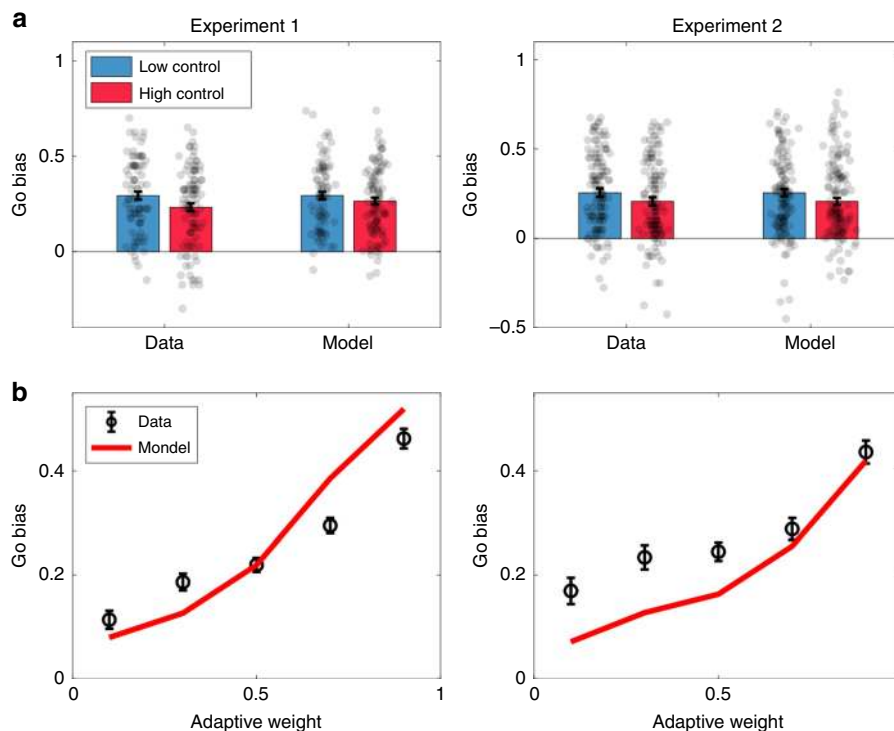 a
Experiment 1
Experiment 2
1
0.5
0
Go bias
Low control
High control
Data
Model
1
0.5
0
–0.5
Go bias
Data
Model
b
0.4
0.2
0
Go bias
Data
Mondel
0
0.5
1
Adaptive weight
0.4
0.2
0
Go bias
0
0.5
Adaptive weight